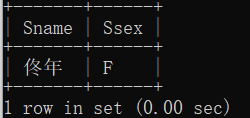 +-------+------+
| Sname | Ssex |
+-------+------+
| 佟年 | F |
+-------+------+
1 row in set (0.00 sec)